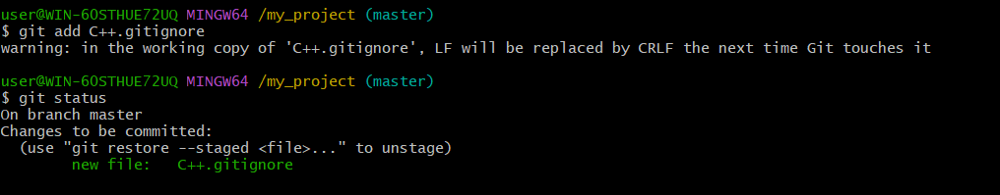 user@WIN-6OSTHUE72UQ MINGW64 /my_project (master)
$ git add C++.gitignore
warning: in the working copy of 'C++.gitignore', LF will be replaced by CRLF the next time Git touches it
user@WIN-6OSTHUE72UQ MINGW64 /my_project (master)
$ git status
On branch master
Changes to be committed:
  (use "git restore --staged <file>..." to unstage)
        new file:   C++.gitignore